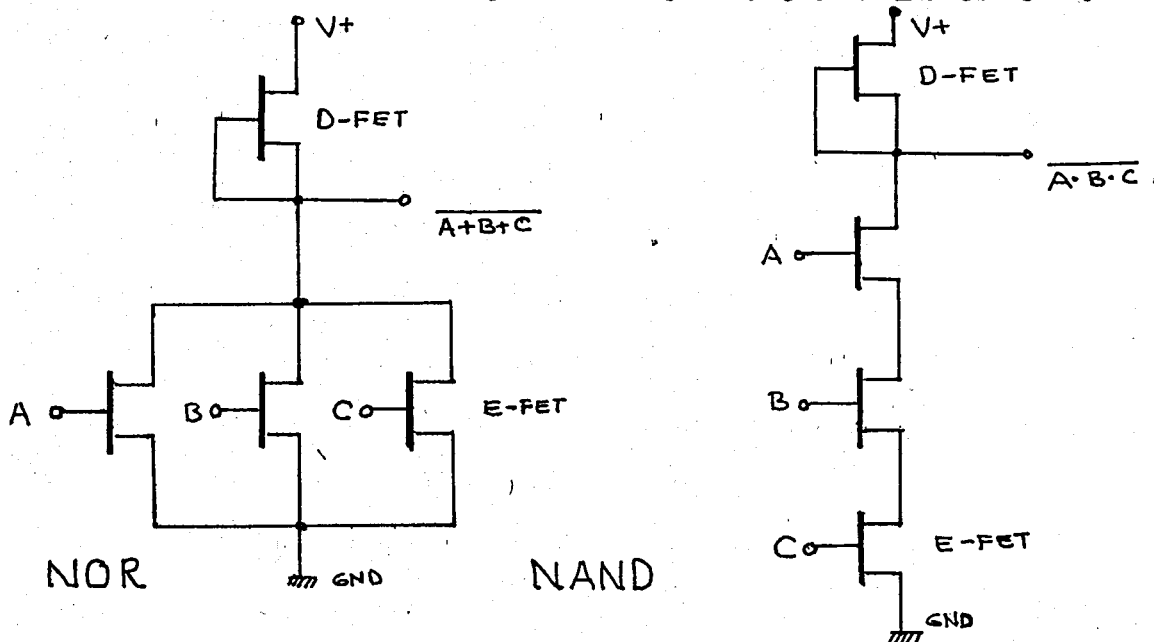 V+
D-FET
A+B+C
A
B
C
E-FET
GND
NOR
V+
D-FET
A·B·C
A
B
C
E-FET
GND
NAND